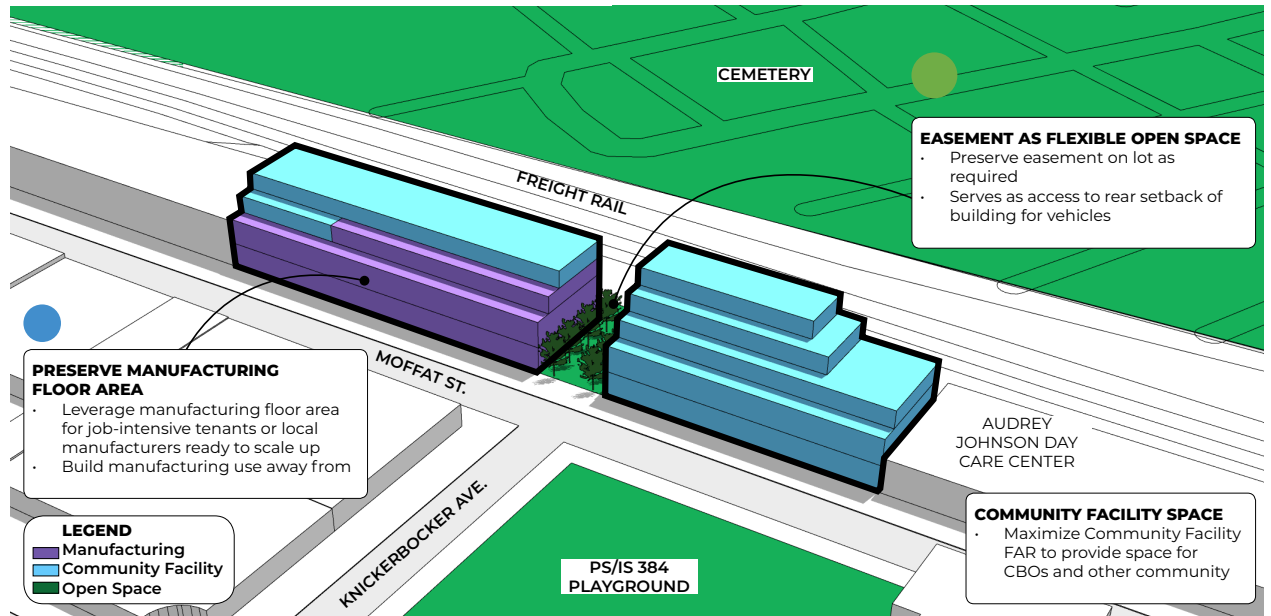 CEMETERY
EASEMENT AS FLEXIBLE OPEN SPACE
· Preserve easement on lot as
required
· Serves as access to rear setback of
building for vehicles
FREIGHT RAIL
MOFFAT ST.
PRESERVE MANUFACTURING
FLOOR AREA
· Leverage manufacturing floor area
for job-intensive tenants or local
manufacturers ready to scale up
· Build manufacturing use away from
AUDREY
JOHNSON DAY
CARE CENTER
KNICKERBOCKER AVE.
COMMUNITY FACILITY SPACE
· Maximize Community Facility
FAR to provide space for
CBOs and other community
LEGEND
Manufacturing
Community Facility
Open Space
PS/IS 384
PLAYGROUND